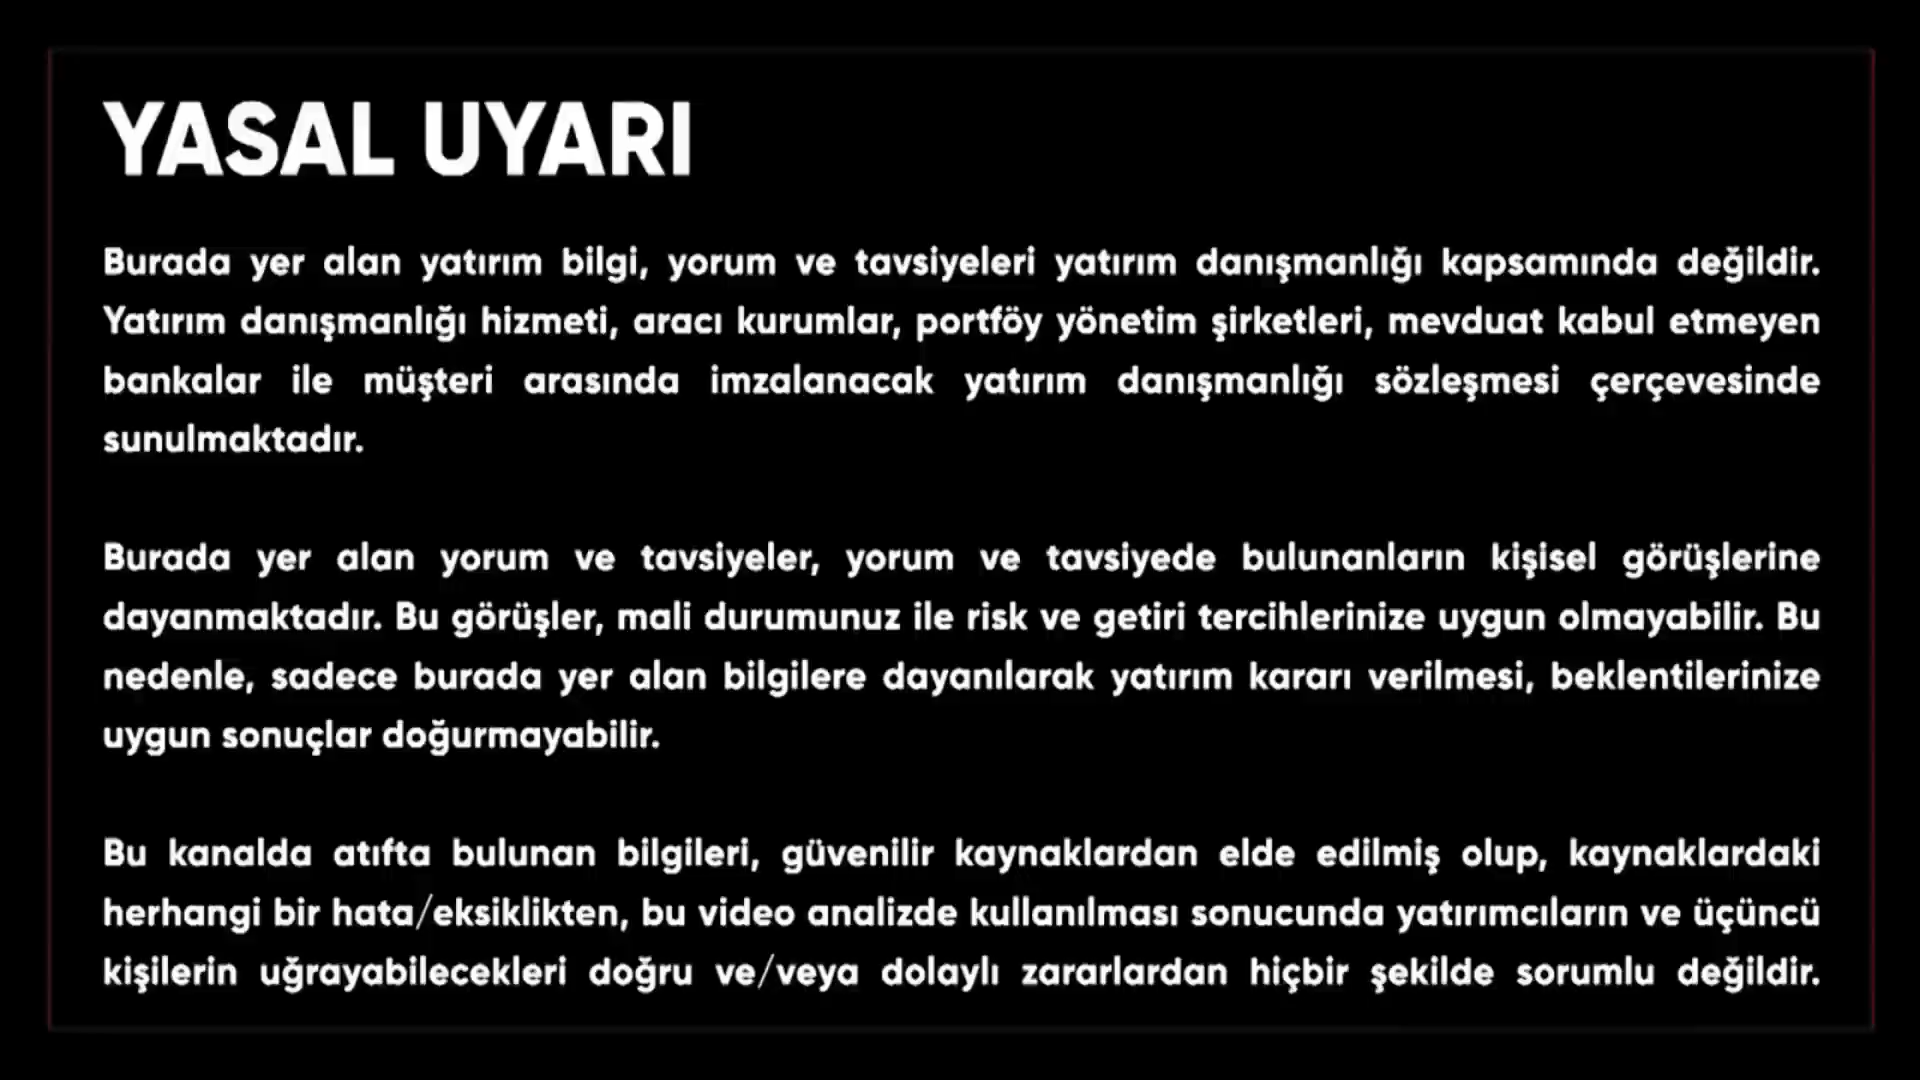 YASAL UYARI
Burada yer alan yatırım bilgi, yorum ve tavsiyeleri yatırım danışmanlığı kapsamında değildir.
Yatırım danışmanlığı hizmeti, aracı kurumlar, portföy yönetim şirketleri, mevduat kabul etmeyen
bankalar ile müşteri arasında imzalanacak yatırım danışmanlığı sözleşmesi çerçevesinde
sunulmaktadır.
Burada yer alan yorum ve tavsiyeler, yorum ve tavsiyede bulunanların kişisel görüşlerine
dayanmaktadır. Bu görüşler, mali durumunuz ile risk ve getiri tercihlerinize uygun olmayabilir. Bu
nedenle, sadece burada yer alan bilgilere dayanılarak yatırım kararı verilmesi, beklentilerinize
uygun sonuçlar doğurmayabilir.
Bu kanalda atıfta bulunan bilgileri, güvenilir kaynaklardan elde edilmiş olup, kaynaklardaki
herhangi bir hata/eksiklikten, bu video analizde kullanılması sonucunda yatırımcıların ve üçüncü
kişilerin uğrayabilecekleri doğru ve/veya dolaylı zararlardan hiçbir şekilde sorumlu değildir.